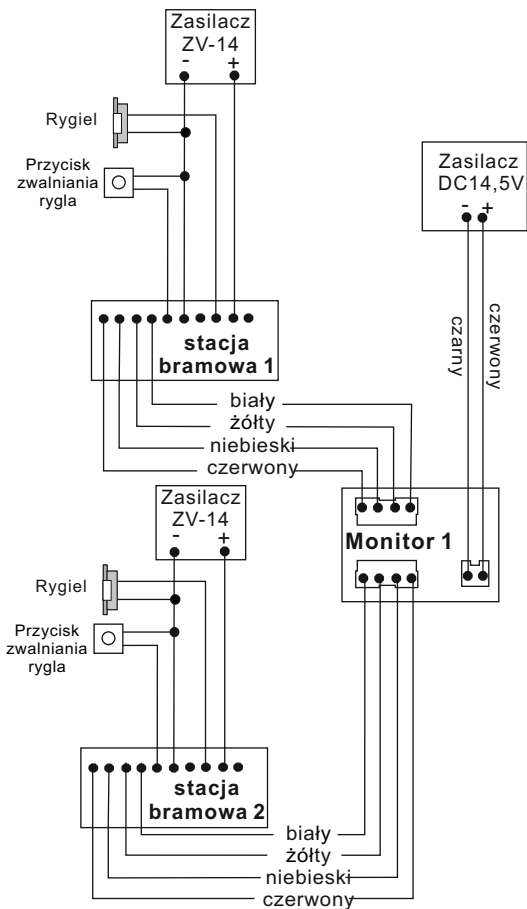 Zasilacz
ZV-14
- +
Rygiel
Przycisk
zwalniania
rygla
Zasilacz
DC14,5V
- +
czarny
czerwony
stacja
bramowa 1
biały
żółty
niebieski
czerwony
Zasilacz
ZV-14
- +
Monitor 1
Rygiel
Przycisk
zwalniania
rygla
stacja
bramowa 2
biały
żółty
niebieski
czerwony